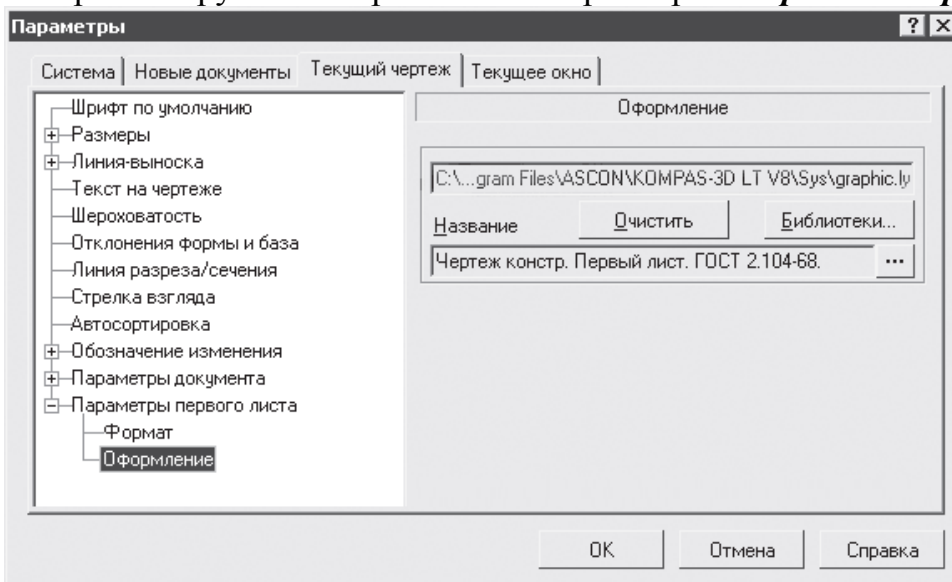 Параметры
Система Новые документы Текущий чертеж Текущее окно
Шрифт по умолчанию
Размеры
Линия-выноска
Текст на чертеже
Шероховатость
Отклонения формы и база
Линия разреза/сечения
Стрелка взгляда
Автосортировка
Обозначение изменения
Параметры документа
Параметры первого листа
Формат
Оформление
Оформление
C:\...gram Files\ASCON\KOMPAS-3D LT V8\Sys\graphic.ly
Название Очистить Библиотеки...
Чертеж констр. Первый лист. ГОСТ 2.104-68. ...
OK Отмена Справка